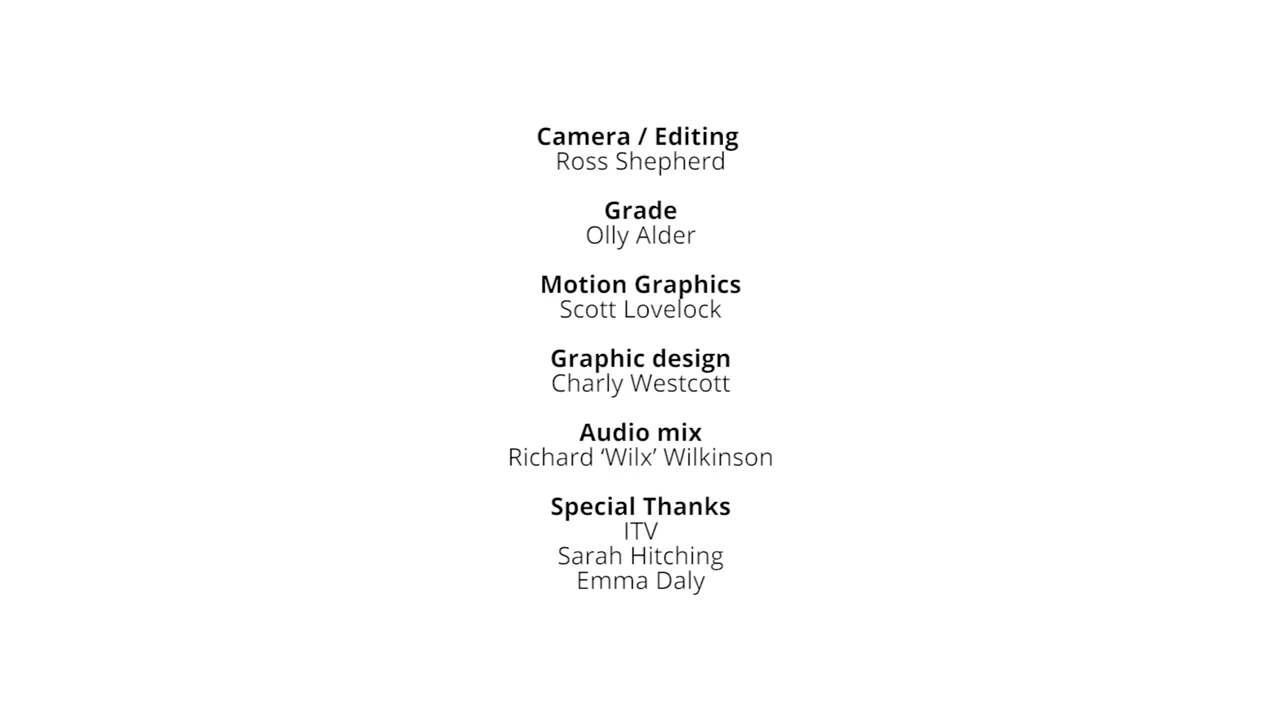 Camera / Editing
Ross Shepherd
Grade
Olly Alder
Motion Graphics
Scott Lovelock
Graphic design
Charly Westcott
Audio mix
Richard ‘Wilx’ Wilkinson
Special Thanks
ITV
Sarah Hitching
Emma Daly